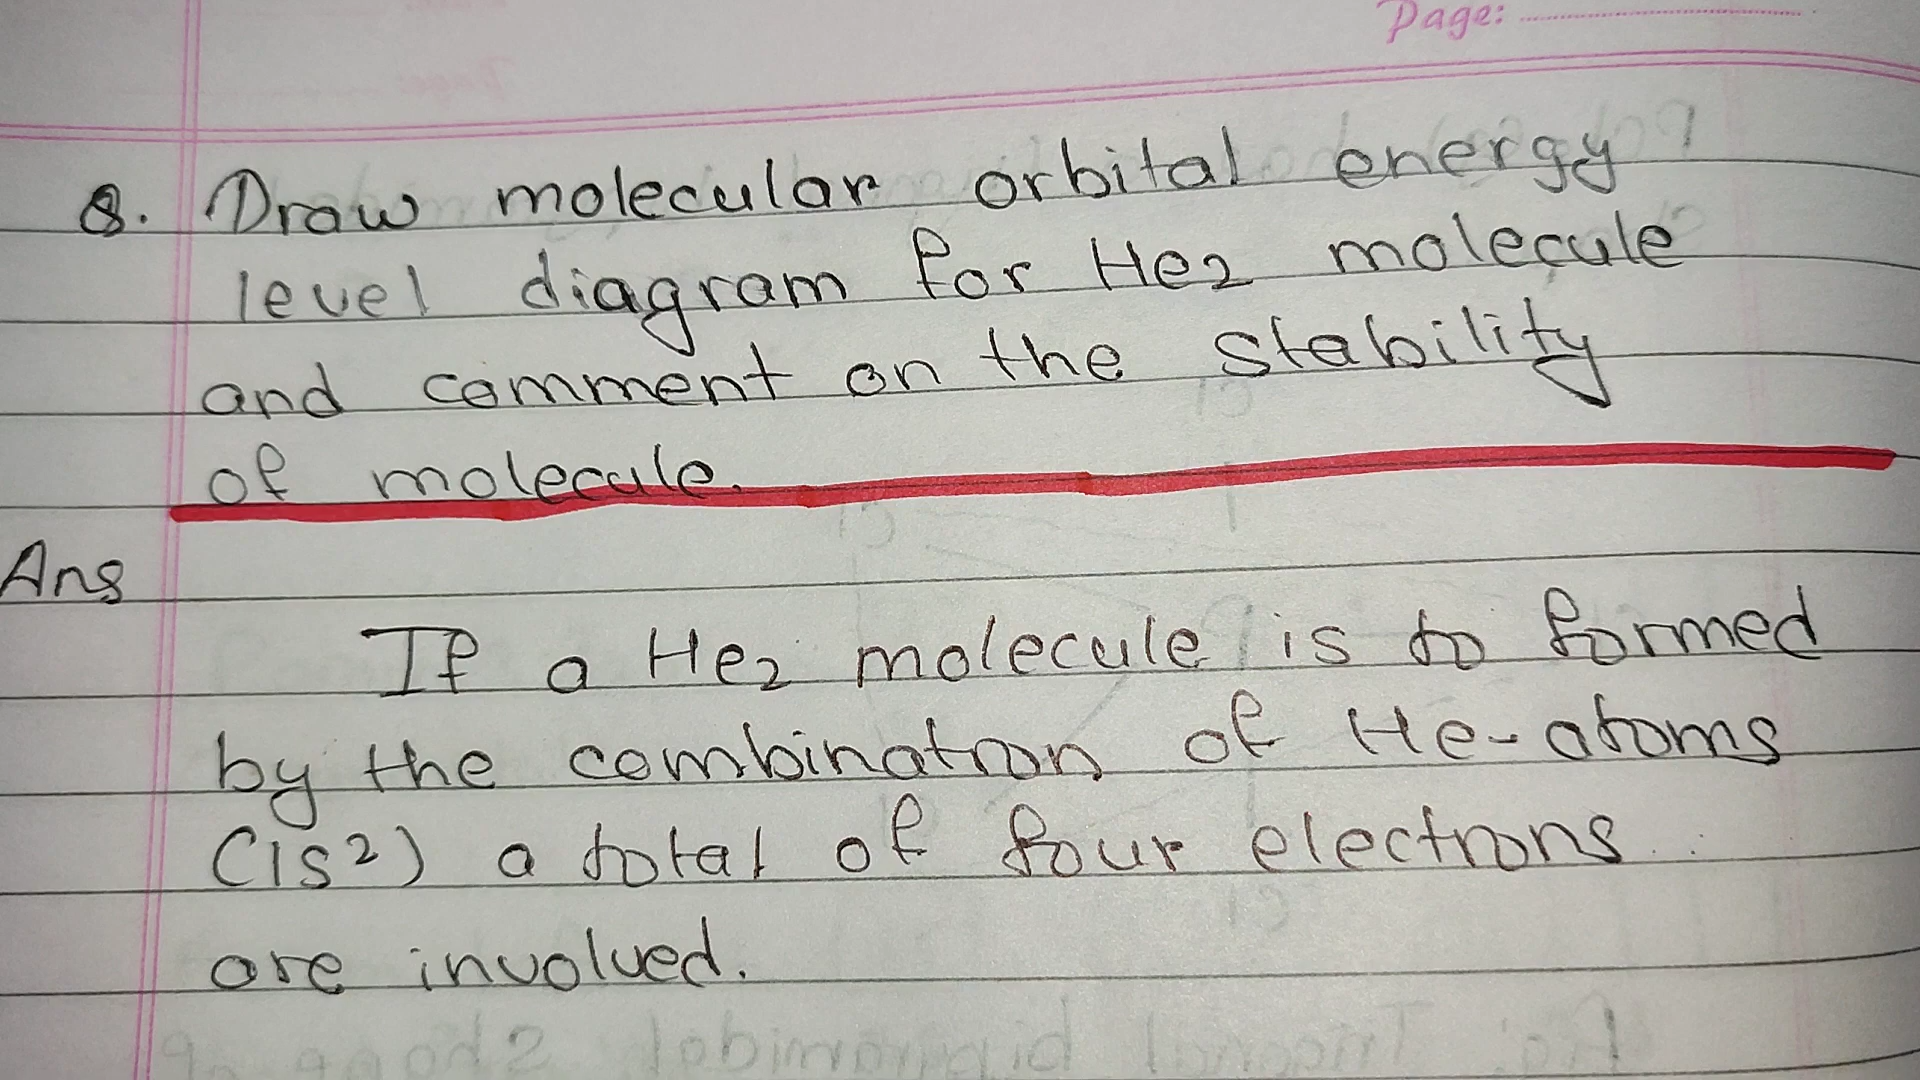 Page:
Q. Draw molecular orbital energy
level diagram for He2 molecule
and comment on the stability
of molecule.
Ans
If a He2 molecule is to formed
by the combination of He-atoms
(1s2) a total of four electrons
are involved.